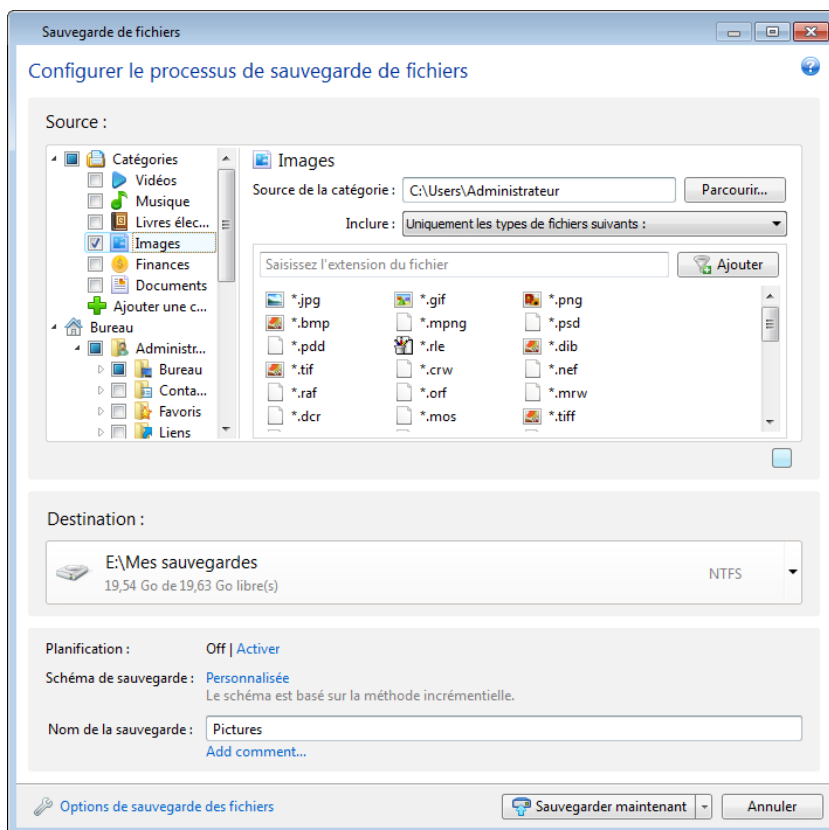 Sauvegarde de fichiers
Configurer le processus de sauvegarde de fichiers
Source :
Catégories
Vidéos
Musique
Livres élec...
Images
Finances
Documents
Ajouter une c...
Bureau
Administr...
Bureau
Conta...
Favoris
Liens
Images
Source de la catégorie : C:\Users\Administrateur Parcourir...
Inclure : Uniquement les types de fichiers suivants :
Saisissez l'extension du fichier Ajouter
*.jpg *.gif *.png
*.bmp *.mpng *.psd
*.pdd *.rle *.dib
*.tif *.crw *.nef
*.raf *.orf *.mrw
*.dcr *.mos *.tiff
Destination :
E:\Mes sauvegardes
19,54 Go de 19,63 Go libre(s)
NTFS
Planification : Off | Activer
Schéma de sauvegarde : Personnalisée
Le schéma est basé sur la méthode incrémentielle.
Nom de la sauvegarde : Pictures
Add comment...
Options de sauvegarde des fichiers Sauvegarder maintenant Annuler